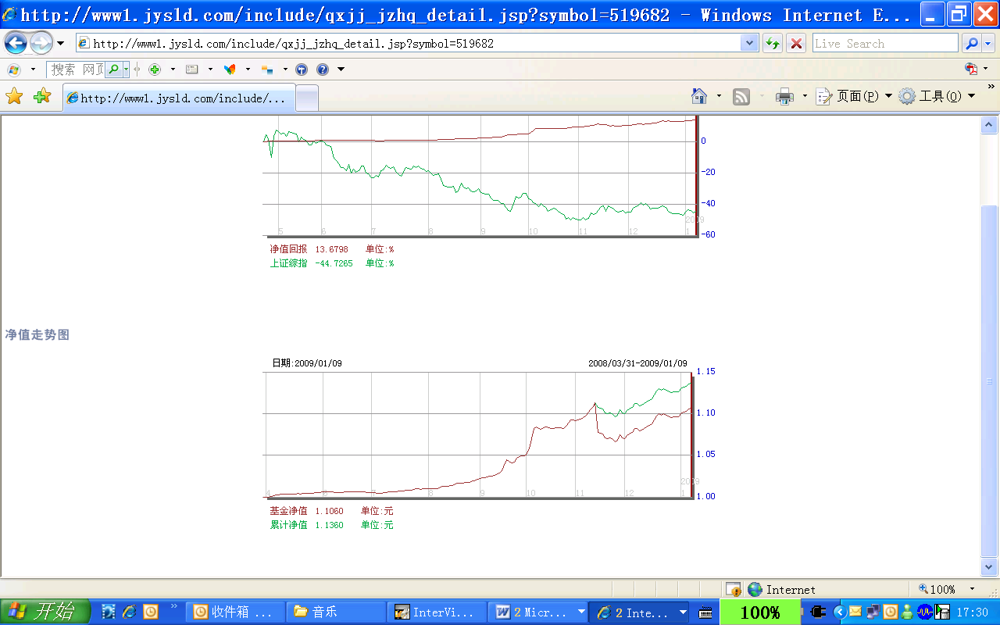 http://www1.jysld.com/include/qxjj_jzhq_detail.jsp?symbol=519682 - Windows Internet E...
http://www1.jysld.com/include/qxjj_jzhq_detail.jsp?symbol=519682
Live Search
搜索 网页
http://www1.jysld.com/include/...
页面(P)
工具(O)
0
-20
-40
2009
5 6 7 8 9 10 11 12 1
-60
净值回报 13.6798 单位:%
上证综指 -44.7265 单位:%
净值走势图
日期:2009/01/09 2008/03/31-2009/01/09
1.15
1.10
1.05
2009
4 6 7 8 9 10 11 12 1
1.00
基金净值 1.1060 单位:元
累计净值 1.1360 单位:元
Internet
100%
开始
收件箱 ...
音乐
InterVi...
2 Micr...
2 Inte...
100%
17:30